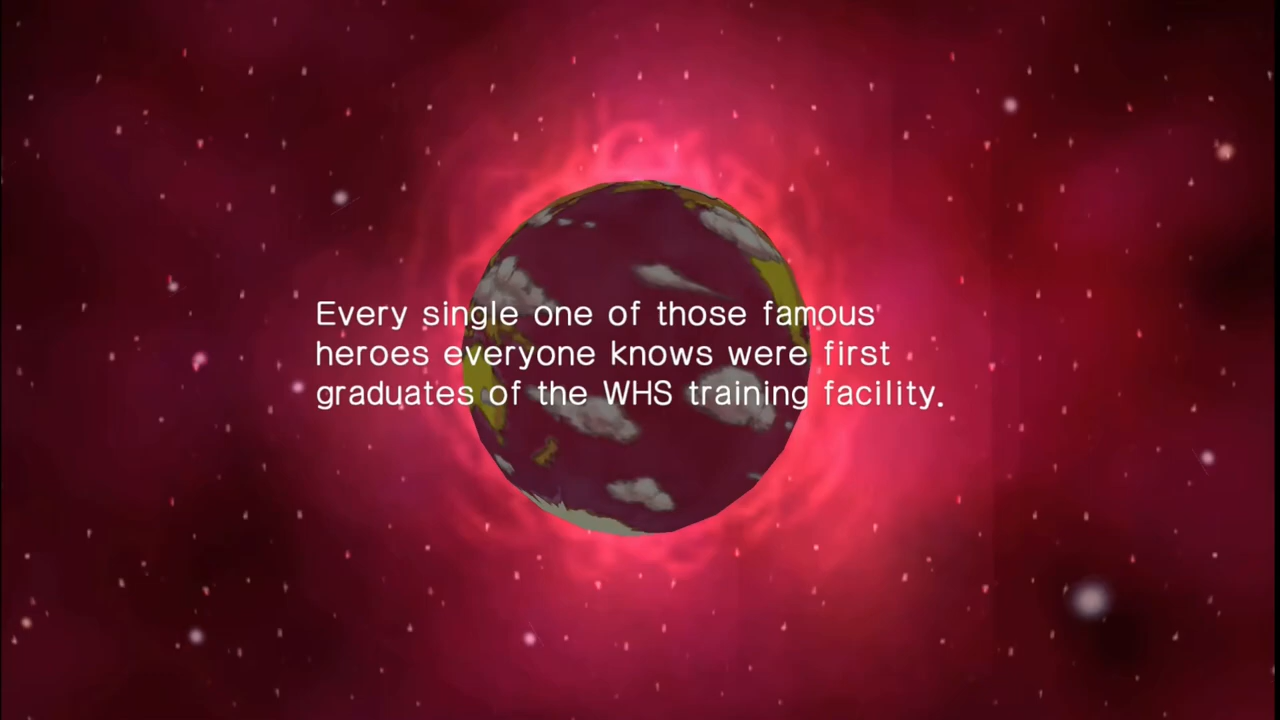 Every single one of those famous
heroes everyone knows were first
graduates of the WHS training facility.